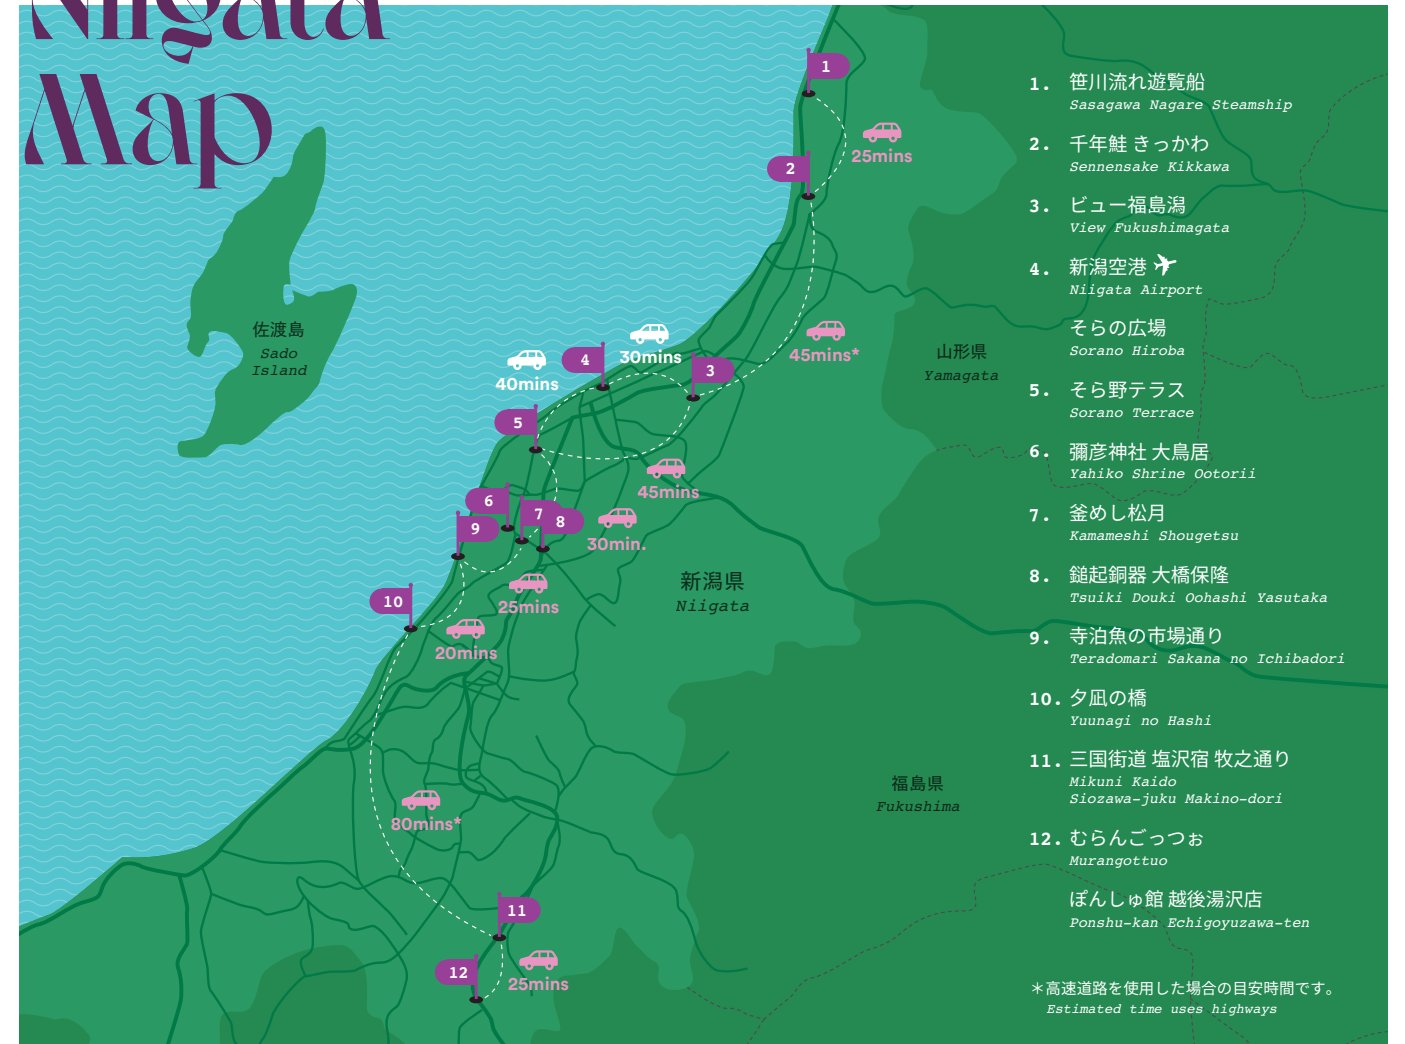 Niigata
Map
佐渡島
Sado
Island
1
25mins
2
45mins*
30mins
4
40mins
3
5
45mins
6
7
8
30min.
9
25mins
10
20mins
80mins*
11
12
25mins
山形県
Yamagata
新潟県
Niigata
福島県
Fukushima
1. 笹川流れ遊覧船
Sasagawa Nagare Steamship
2. 千年鮭 きっかわ
Sennensake Kikkawa
3. ビュー福島潟
View Fukushimagata
4. 新潟空港
Niigata Airport
そらの広場
Sorano Hiroba
5. そら野テラス
Sorano Terrace
6. 彌彦神社 大鳥居
Yahiko Shrine Ootorii
7. 釜めし松月
Kamameshi Shougetsu
8. 鎚起銅器 大橋保隆
Tsuiki Douki Oohashi Yasutaka
9. 寺泊魚の市場通り
Teradomari Sakana no Ichibadori
10. 夕凪の橋
Yuunagi no Hashi
11. 三国街道 塩沢宿 牧之通り
Mikuni Kaido
Siozawa-juku Makino-dori
12. むらんごっつぉ
Murangottuo
ぽんしゅ館 越後湯沢店
Ponshu-kan Echigoyuzawa-ten
＊高速道路を使用した場合の目安時間です。
Estimated time uses highways